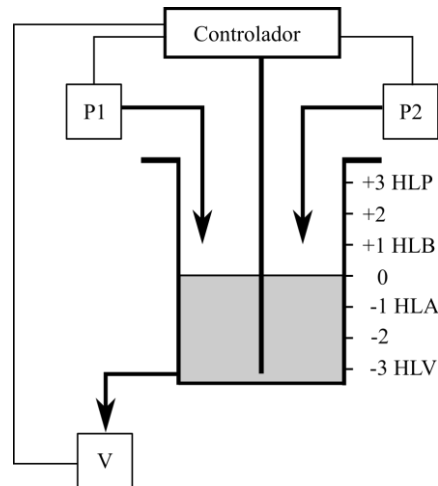 Controlador
P1
P2
+3 HLP
+2
+1 HLB
0
-1 HLA
-2
-3 HLV
V